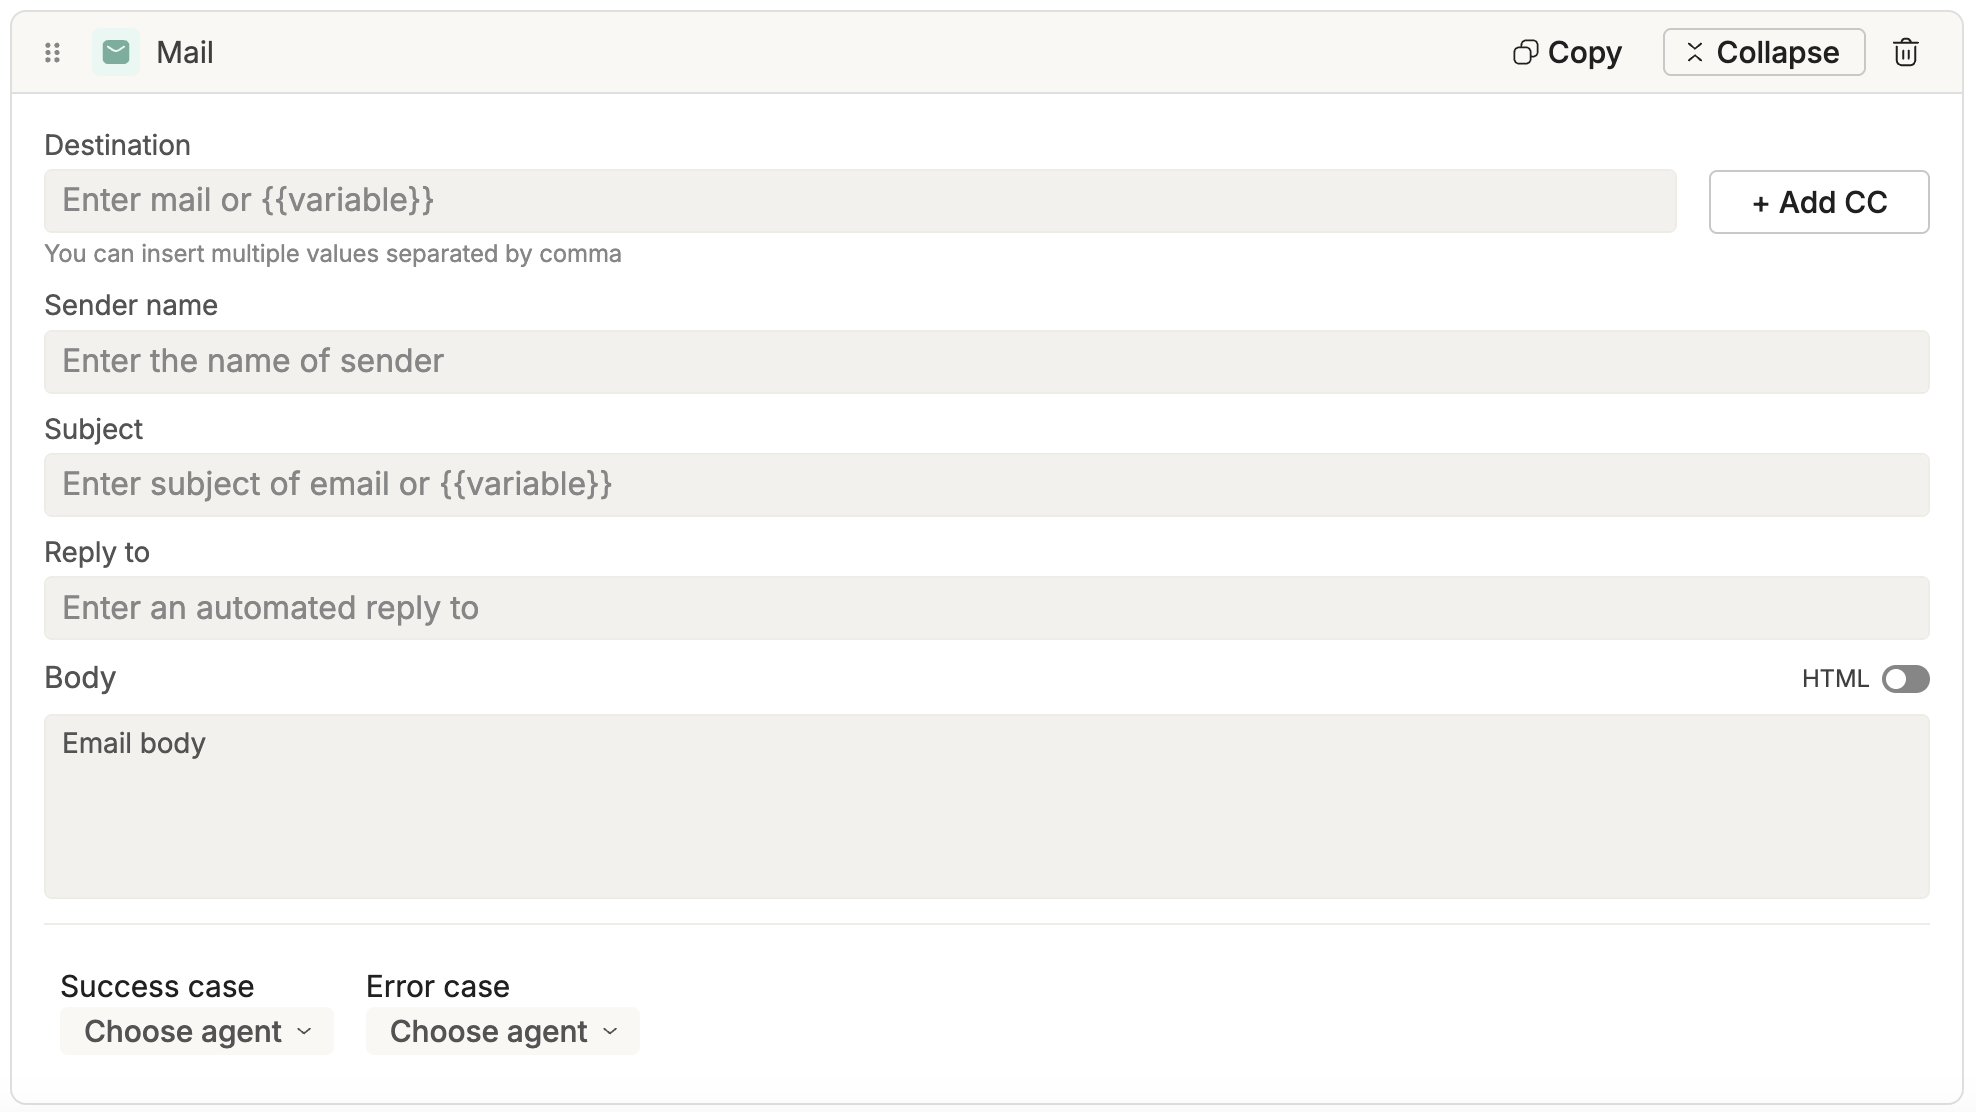 Mail
Copy
Collapse
Destination
Enter mail or {{variable}}
+ Add CC
You can insert multiple values separated by comma
Sender name
Enter the name of sender
Subject
Enter subject of email or {{variable}}
Reply to
Enter an automated reply to
Body
HTML
Email body
Success case
Error case
Choose agent
Choose agent